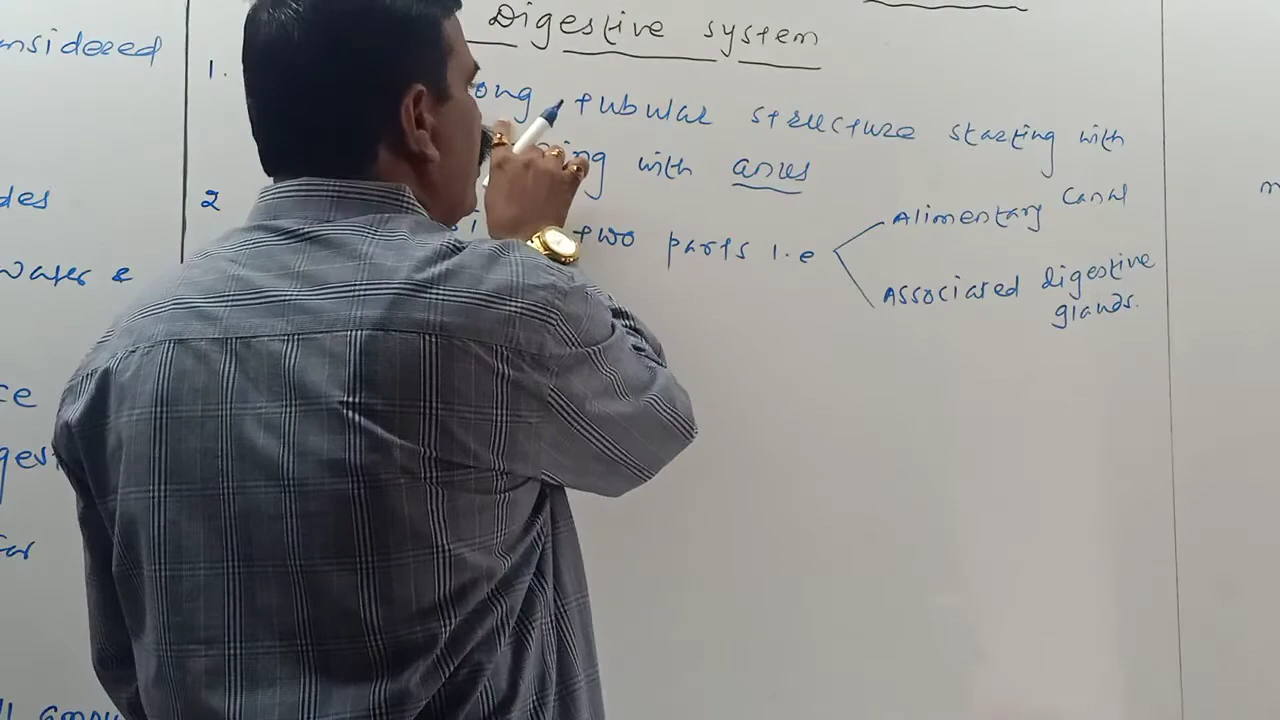 nsidered
des
water &
ce
ges
for
Digestive system
1. ong tubular structure starting with
ing with anus
2 two parts i.e
Alimentary canal
Associated digestive
glands.